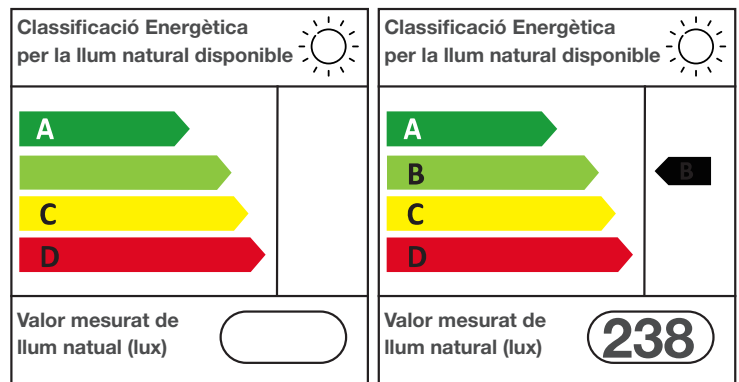 Classificació Energètica
per la llum natural disponible
A
C
D
Valor mesurat de
llum natual (lux)
Classificació Energètica
per la llum natural disponible
A
B
B
C
D
Valor mesurat de
llum natural (lux)
238